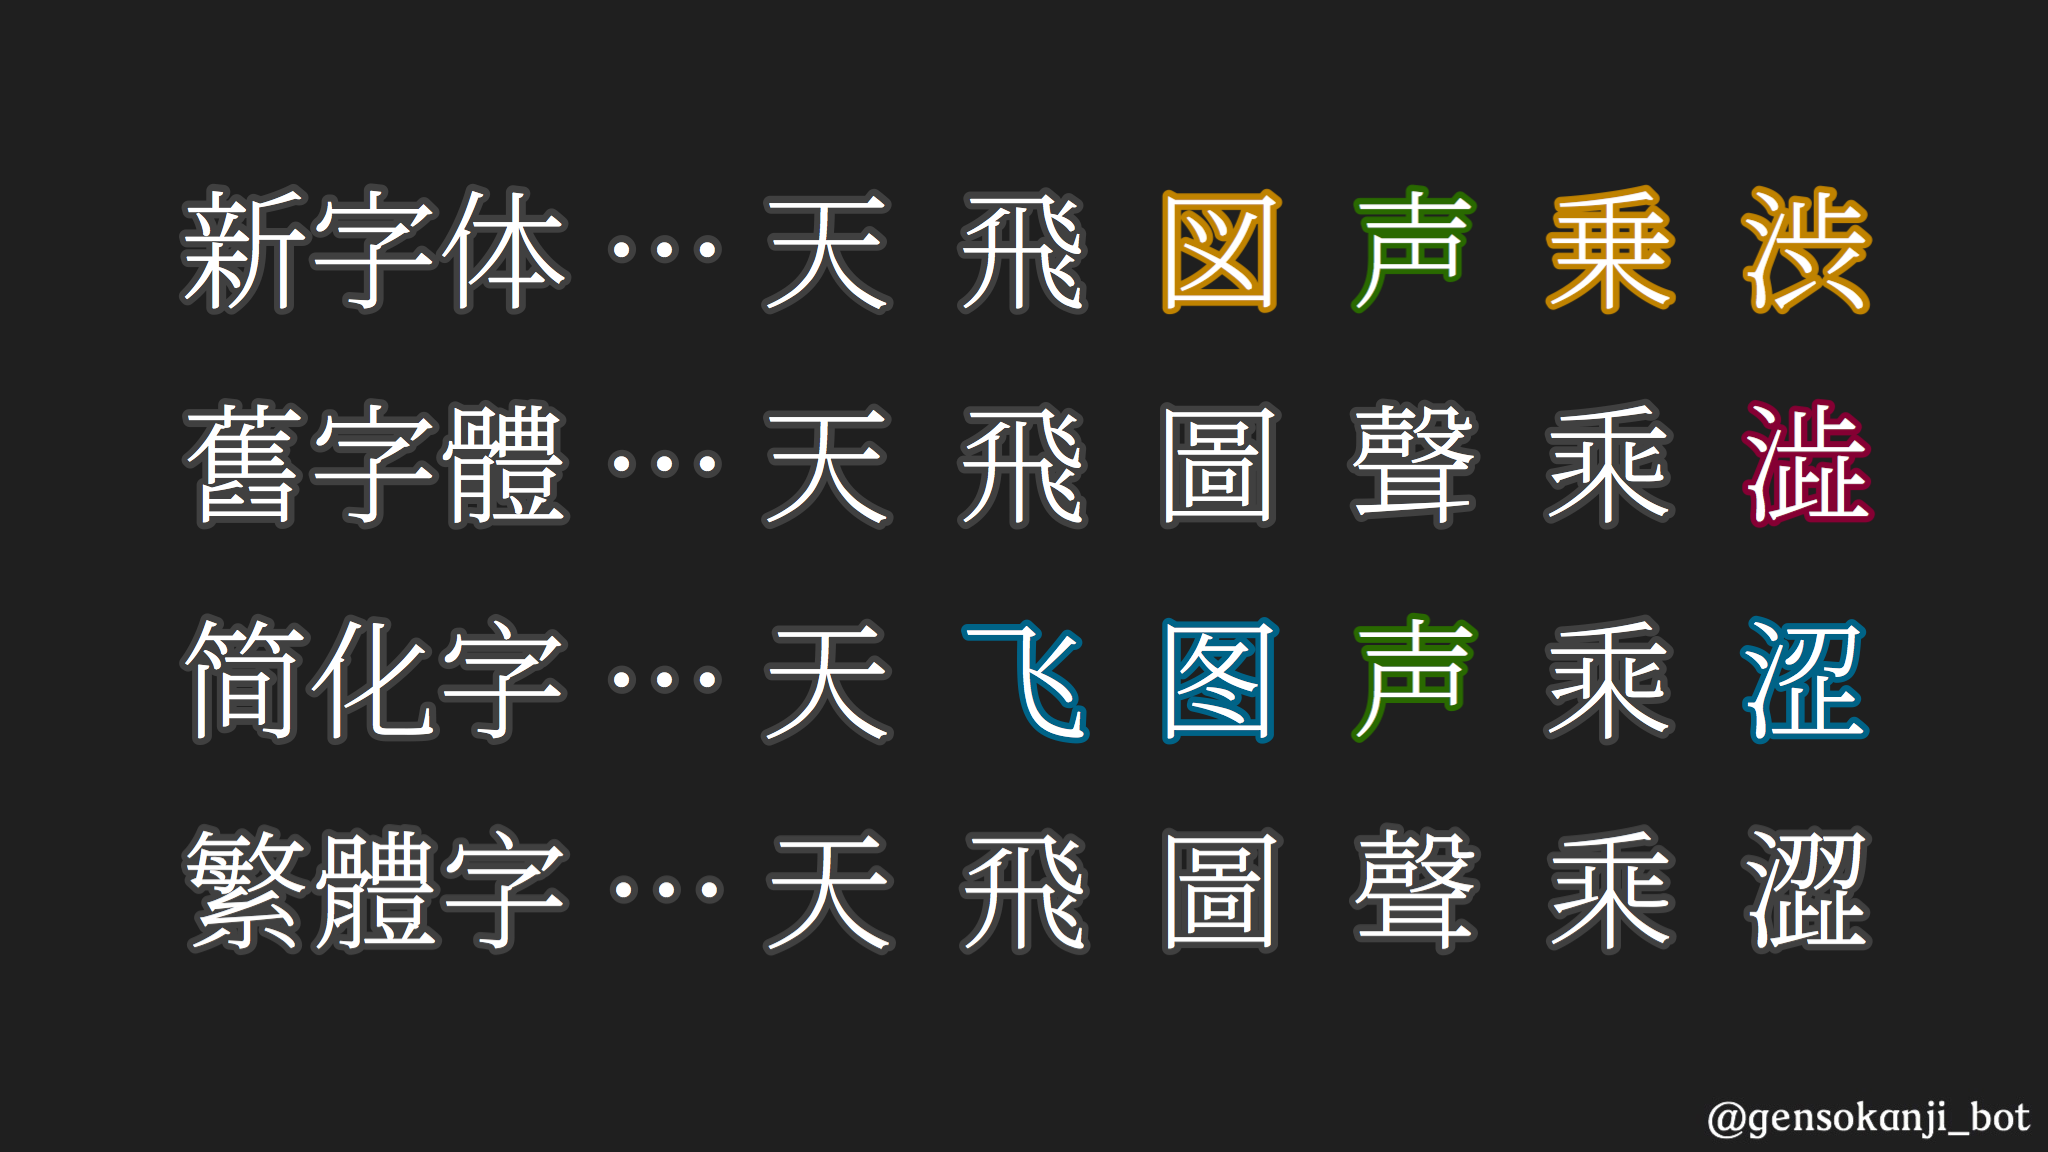 新字体…天 飛 図 声 乗 渋
舊字體…天 飛 圖 聲 乘 澁
简化字…天 飞 图 声 乘 涩
繁體字…天 飛 圖 聲 乘 澀
@gensokanji_bot